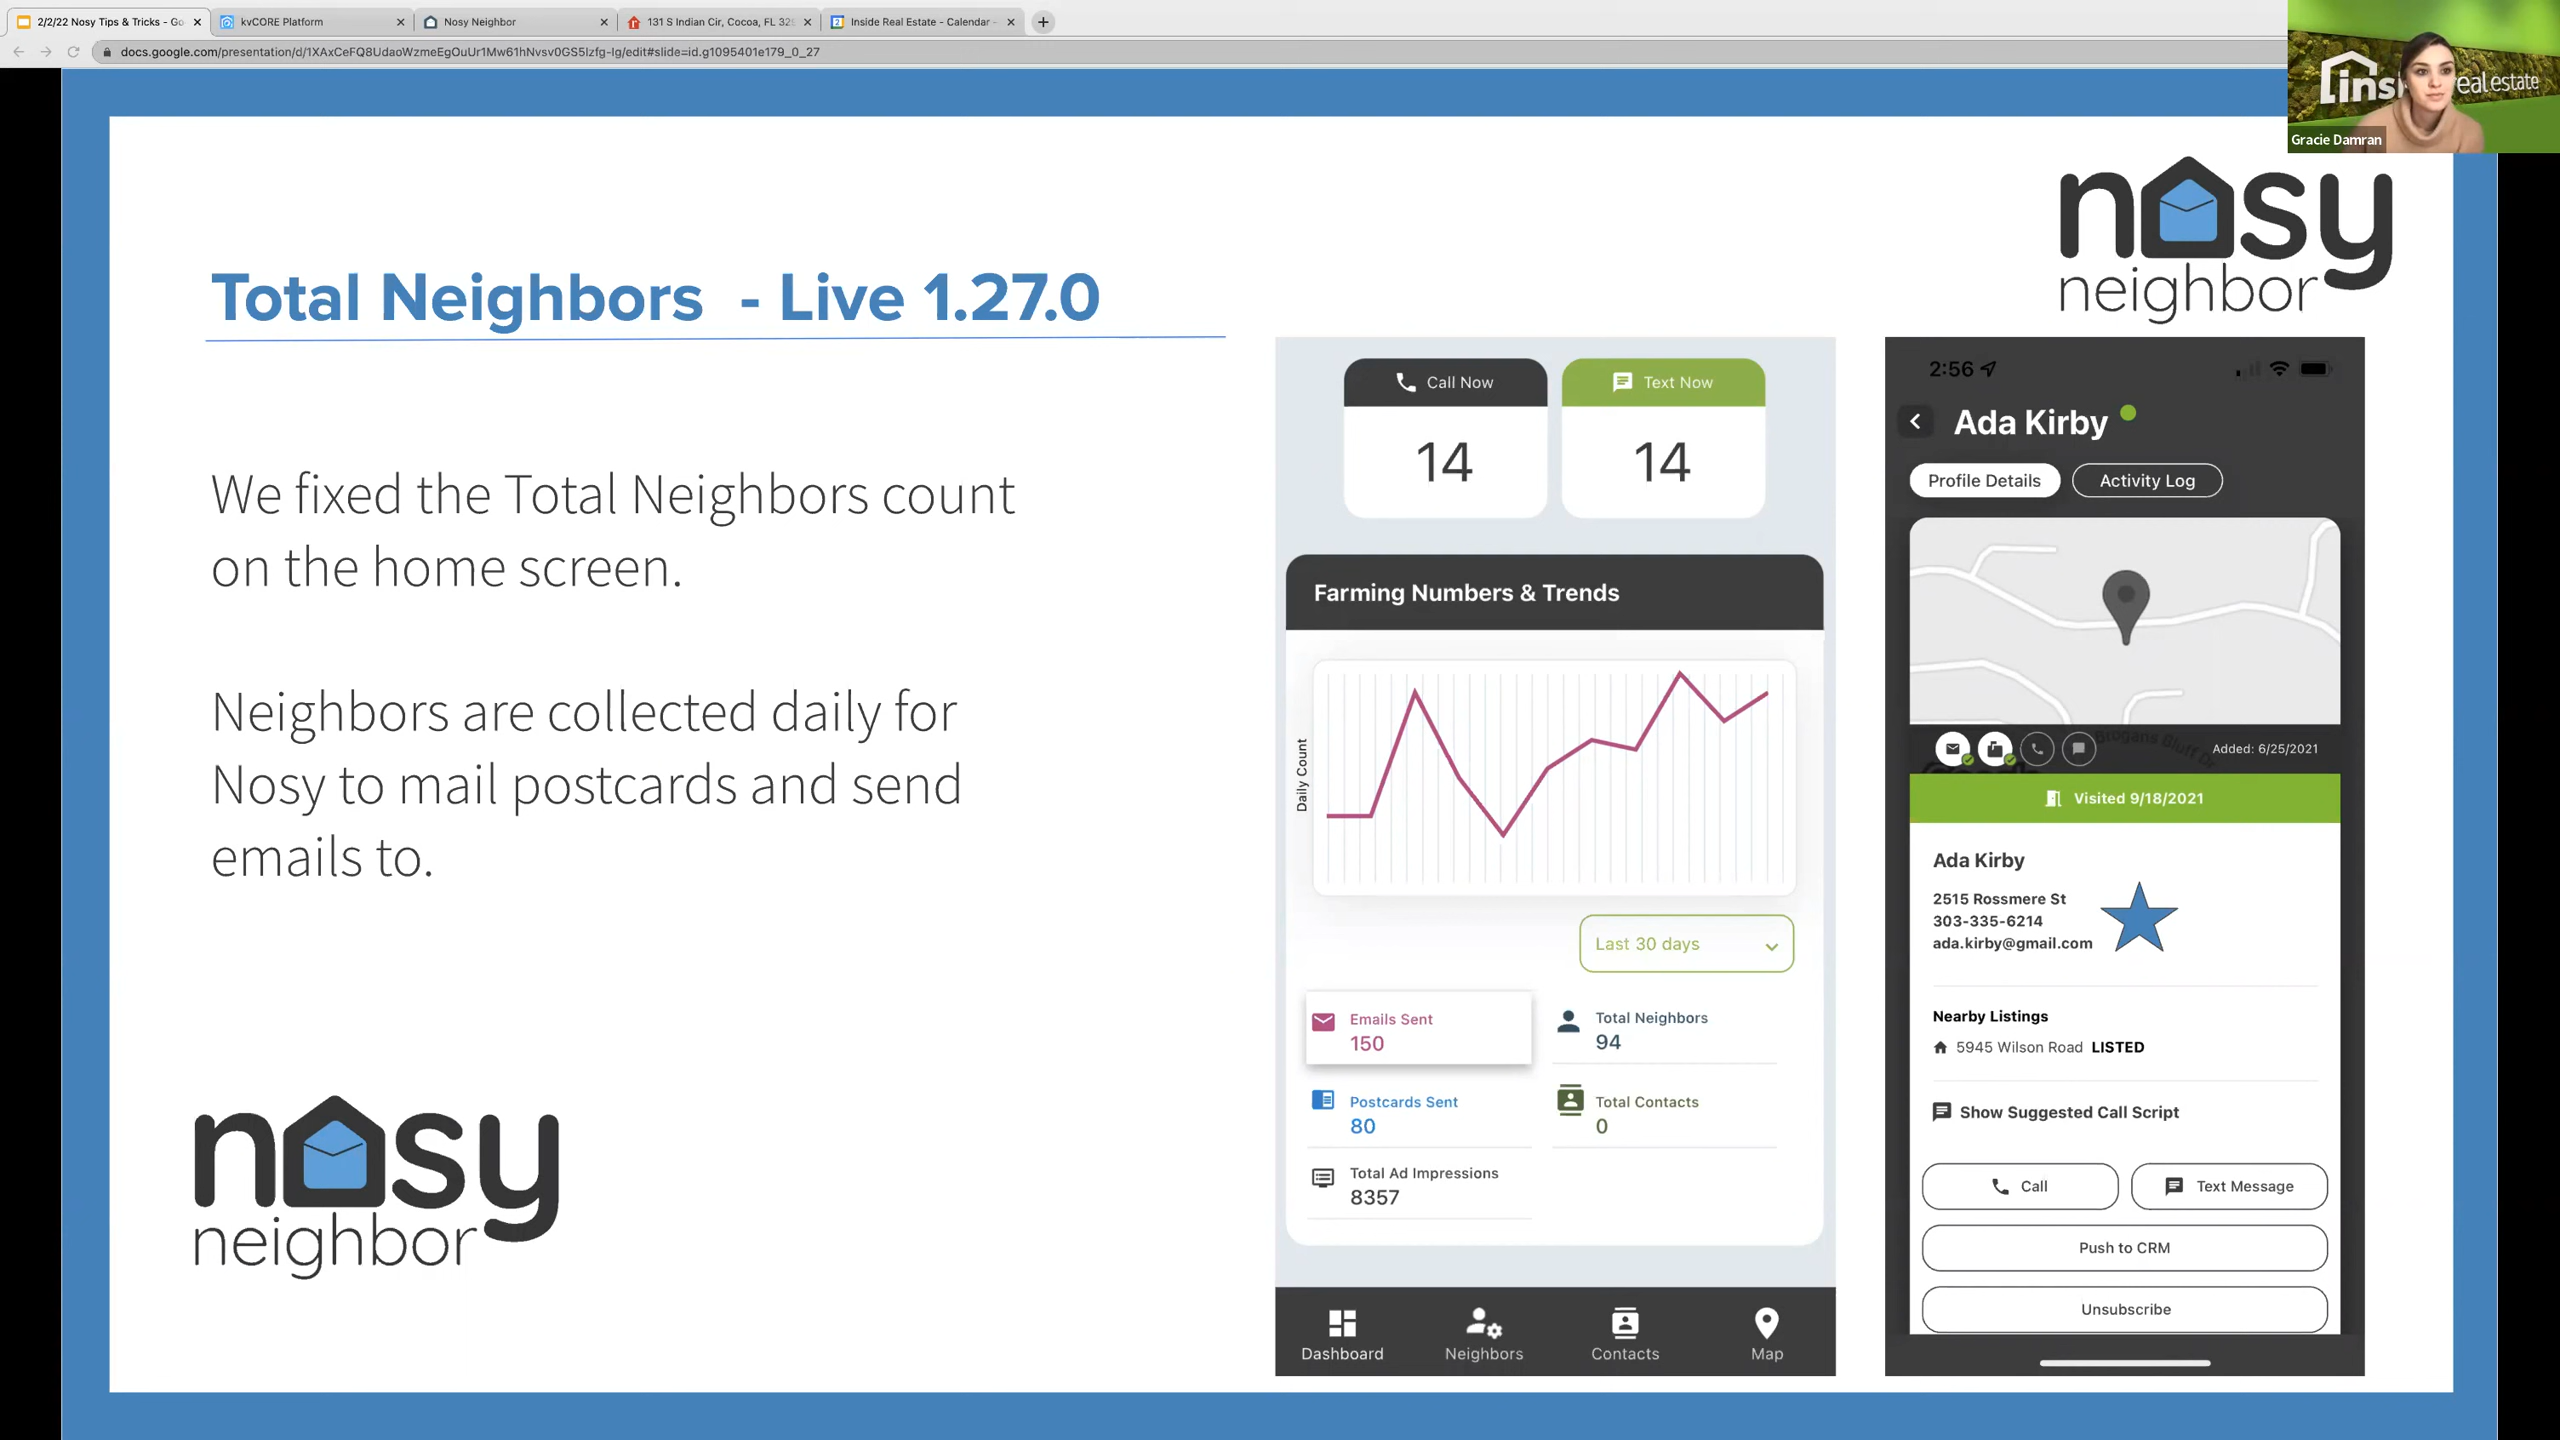 2/2/22 Nosy Tips & Tricks - Go
kvCORE Platform
Nosy Neighbor
131 S Indian Cir, Cocoa, FL 32
Inside Real Estate - Calendar -
docs.google.com/presentation/d/1XAxCeFQ8UdaoWzmeEgOuUr1Mw61hNvsv0GS5lzfg-lg/edit#slide=id.g1095401e179_0_27
insi real estate
Gracie Damran
nosy
neighbor
Total Neighbors - Live 1.27.0
We fixed the Total Neighbors count
on the home screen.
Neighbors are collected daily for
Nosy to mail postcards and send
emails to.
nosy
neighbor
Call Now
14
Text Now
14
Farming Numbers & Trends
Daily Count
Last 30 days
Emails Sent
150
Total Neighbors
94
Postcards Sent
80
Total Contacts
0
Total Ad Impressions
8357
Dashboard
Neighbors
Contacts
Map
2:56
Ada Kirby
Profile Details
Activity Log
Brogans Bluff Dr
Added: 6/25/2021
Visited 9/18/2021
Ada Kirby
2515 Rossmere St
303-335-6214
ada.kirby@gmail.com
Nearby Listings
5945 Wilson Road LISTED
Show Suggested Call Script
Call
Text Message
Push to CRM
Unsubscribe